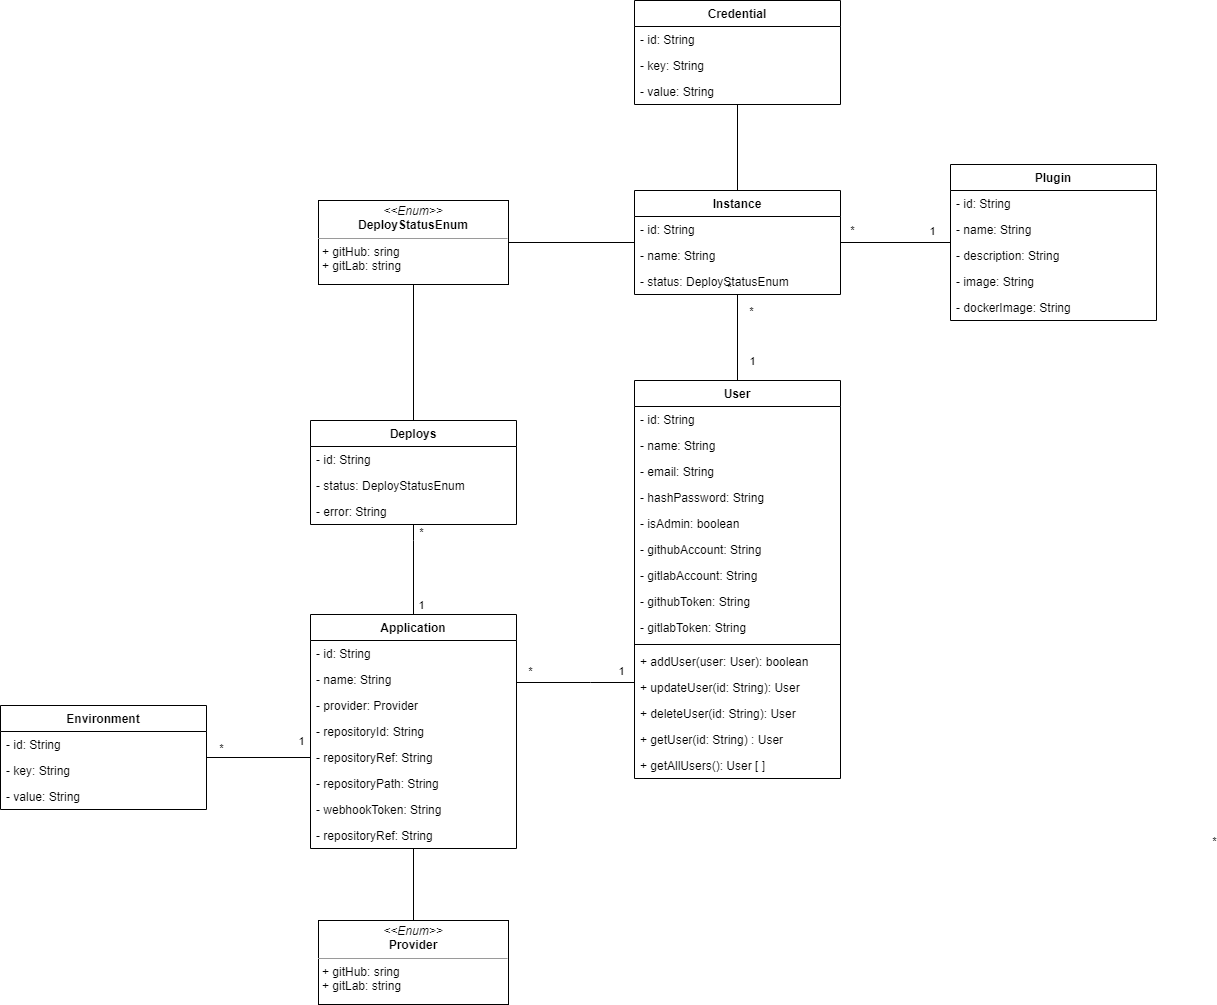 Credential
- id: String
- key: String
- value: String
Plugin
- id: String
- name: String
- description: String
- image: String
- dockerImage: String
Instance
- id: String
- name: String
- status: DeployStatusEnum
*
1
*
*
1
<<Enum>>
DeployStatusEnum
+ gitHub: sring
+ gitLab: string
User
- id: String
- name: String
- email: String
- hashPassword: String
- isAdmin: boolean
- githubAccount: String
- gitlabAccount: String
- githubToken: String
- gitlabToken: String
+ addUser(user: User): boolean
+ updateUser(id: String): User
+ deleteUser(id: String): User
+ getUser(id: String) : User
+ getAllUsers(): User [ ]
Deploys
- id: String
- status: DeployStatusEnum
- error: String
*
1
Application
- id: String
- name: String
- provider: Provider
- repositoryId: String
- repositoryRef: String
- repositoryPath: String
- webhookToken: String
- repositoryRef: String
*
1
Environment
- id: String
- key: String
- value: String
*
1
*
<<Enum>>
Provider
+ gitHub: sring
+ gitLab: string